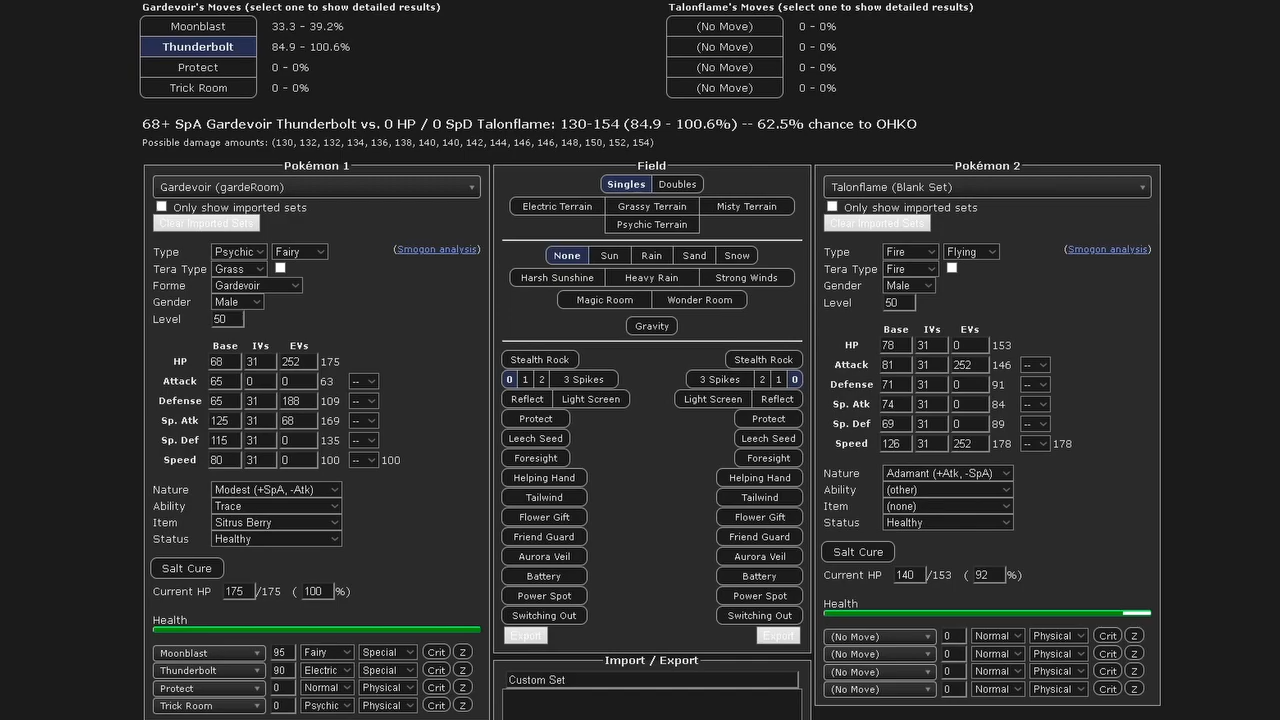 Gardevoir's Moves (select one to show detailed results)
Talonflame's Moves (select one to show detailed results)
Moonblast 33.3 - 39.2% (No Move) 0 - 0%
Thunderbolt 84.9 - 100.6% (No Move) 0 - 0%
Protect 0 - 0% (No Move) 0 - 0%
Trick Room 0 - 0% (No Move) 0 - 0%
68+ SpA Gardevoir Thunderbolt vs. 0 HP / 0 SpD Talonflame: 130-154 (84.9 - 100.6%) -- 62.5% chance to OHKO
Possible damage amounts: (130, 132, 132, 134, 136, 138, 140, 140, 142, 144, 146, 146, 148, 150, 152, 154)
Pokémon 1
Gardevoir (gardeRoom)
Only show imported sets
Clear Imported Sets
Type Psychic Fairy (Smogon analysis)
Tera Type Grass
Forme Gardevoir
Gender Male
Level 50
Base IVs EVs
HP 68 31 252 175
Attack 65 0 0 63 --
Defense 65 31 188 109 --
Sp. Atk 125 31 68 169 --
Sp. Def 115 31 0 135 --
Speed 80 31 0 100 -- 100
Nature Modest (+SpA, -Atk)
Ability Trace
Item Sitrus Berry
Status Healthy
Salt Cure
Current HP 175 /175 ( 100 %)
Health
Moonblast 95 Fairy Special Crit Z
Thunderbolt 90 Electric Special Crit Z
Protect 0 Normal Physical Crit Z
Trick Room 0 Psychic Physical Crit Z
Field
Singles Doubles
Electric Terrain Grassy Terrain Misty Terrain
Psychic Terrain
None Sun Rain Sand Snow
Harsh Sunshine Heavy Rain Strong Winds
Magic Room Wonder Room
Gravity
Stealth Rock Stealth Rock
0 1 2 3 Spikes 3 Spikes 2 1 0
Reflect Light Screen Light Screen Reflect
Protect Protect
Leech Seed Leech Seed
Foresight Foresight
Helping Hand Helping Hand
Tailwind Tailwind
Flower Gift Flower Gift
Friend Guard Friend Guard
Aurora Veil Aurora Veil
Battery Battery
Power Spot Power Spot
Switching Out Switching Out
Export Export
Import / Export
Custom Set
Pokémon 2
Talonflame (Blank Set)
Only show imported sets
Clear Imported Sets
Type Fire Flying (Smogon analysis)
Tera Type Fire
Gender Male
Level 50
Base IVs EVs
HP 78 31 0 153
Attack 81 31 252 146 --
Defense 71 31 0 91 --
Sp. Atk 74 31 0 84 --
Sp. Def 69 31 0 89 --
Speed 126 31 252 178 -- 178
Nature Adamant (+Atk, -SpA)
Ability (other)
Item (none)
Status Healthy
Salt Cure
Current HP 140 /153 ( 92 %)
Health
(No Move) 0 Normal Physical Crit Z
(No Move) 0 Normal Physical Crit Z
(No Move) 0 Normal Physical Crit Z
(No Move) 0 Normal Physical Crit Z